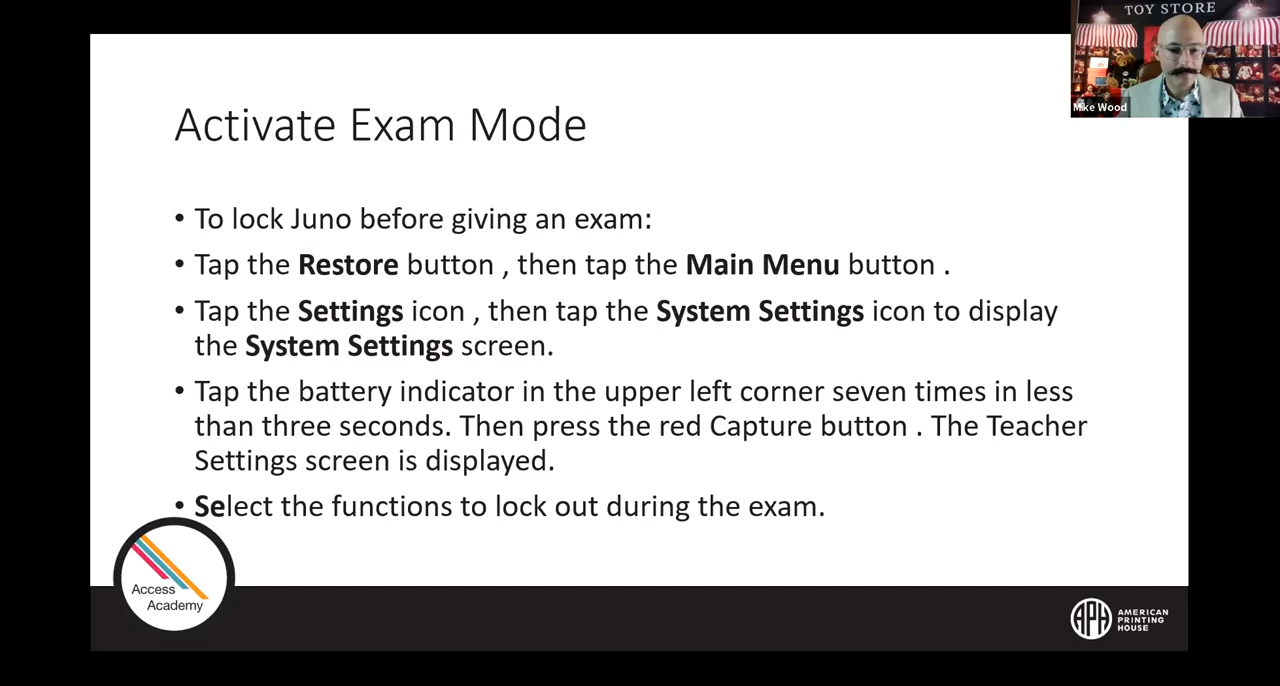 TOY STORE
Mike Wood
Activate Exam Mode
• To lock Juno before giving an exam:
• Tap the Restore button , then tap the Main Menu button .
• Tap the Settings icon , then tap the System Settings icon to display
the System Settings screen.
• Tap the battery indicator in the upper left corner seven times in less
than three seconds. Then press the red Capture button . The Teacher
Settings screen is displayed.
• Select the functions to lock out during the exam.
Access
Academy
APH
AMERICAN
PRINTING
HOUSE